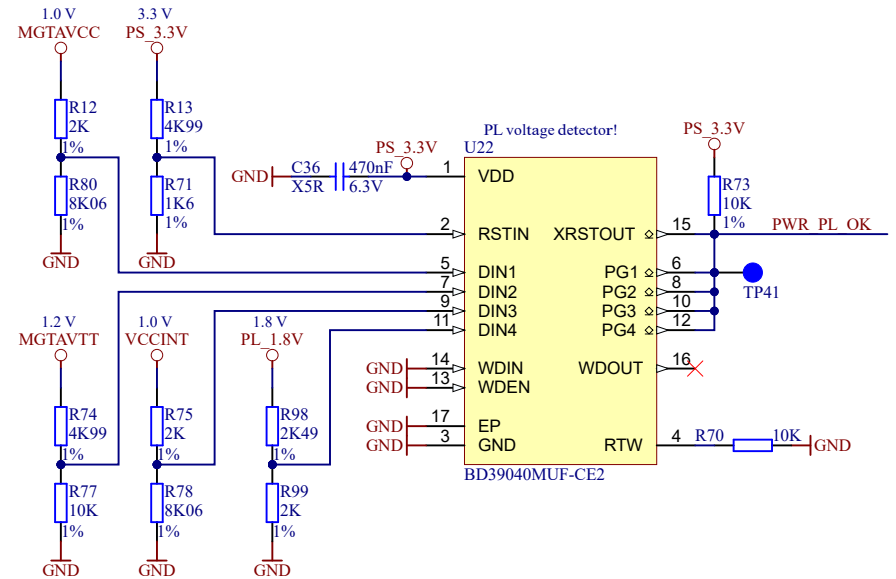 1.0 V
MGTAVCC
3.3 V
PS_3.3V
R12
2K
1%
R13
4K99
1%
R80
8K06
1%
R71
1K6
1%
GND
GND
PL voltage detector!
U22
PS_3.3V
C36
470nF
X5R
6.3V
GND
PS_3.3V
R73
10K
1%
PWR_PL_OK
TP41
1
VDD
2
RSTIN
5
DIN1
7
DIN2
9
DIN3
11
DIN4
14
WDIN
13
WDEN
17
EP
3
GND
XRSTOUT
15
PG1
6
PG2
8
PG3
10
PG4
12
WDOUT
16
RTW
4
R70
10K
GND
GND
GND
GND
GND
BD39040MUF-CE2
1.2 V
MGTAVTT
1.0 V
VCCINT
1.8 V
PL_1.8V
R74
4K99
1%
R75
2K
1%
R98
2K49
1%
R77
10K
1%
R78
8K06
1%
R99
2K
1%
GND
GND
GND